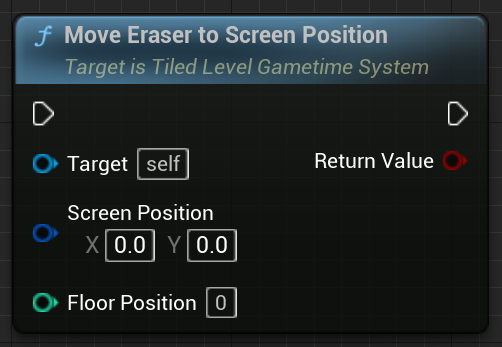 f Move Eraser to Screen Position
Target is Tiled Level Gametime System
Target self
Return Value
Screen Position
X 0.0 Y 0.0
Floor Position 0